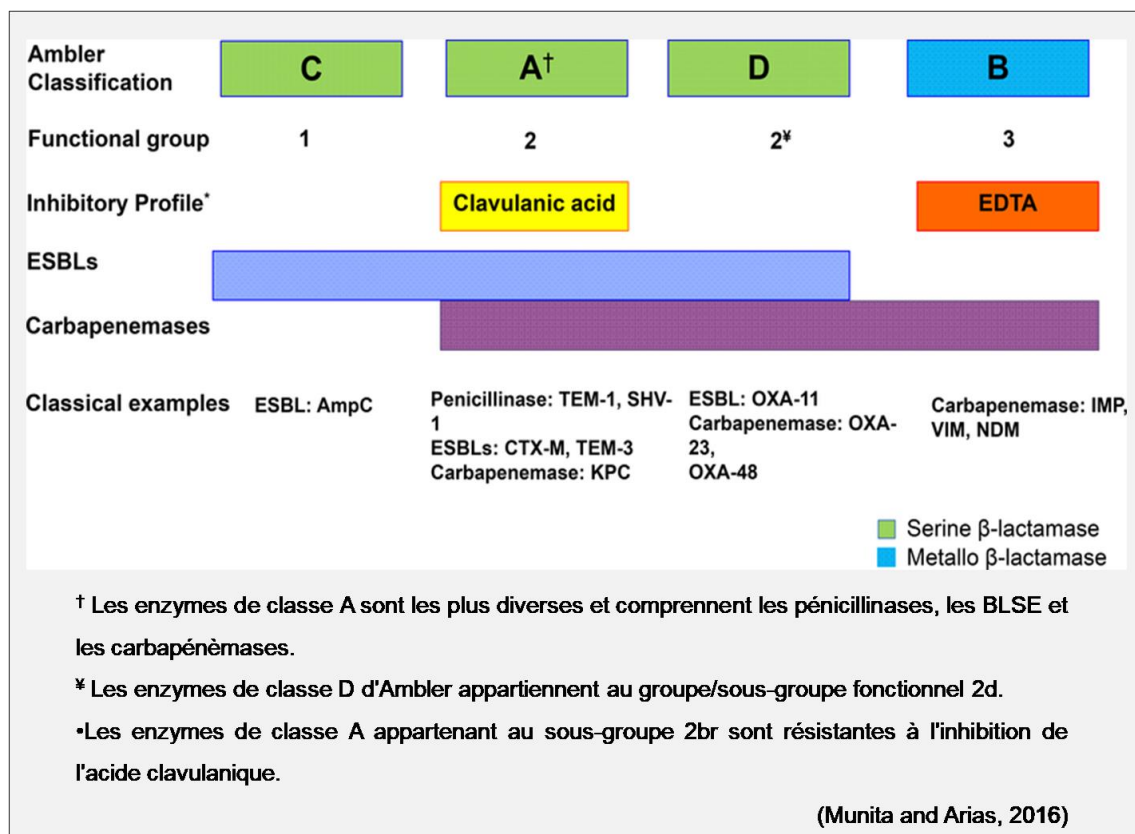 Ambler
Classification
C
A†
D
B
Functional group
1
2
2¥
3
Inhibitory Profile*
Clavulanic acid
EDTA
ESBLs
Carbapenemases
Classical examples
ESBL: AmpC
Penicillinase: TEM-1, SHV-
1
ESBLs: CTX-M, TEM-3
Carbapenemase: KPC
ESBL: OXA-11
Carbapenemase: OXA-
23,
OXA-48
Carbapenemase: IMP,
VIM, NDM
Serine β-lactamase
Metallo β-lactamase
† Les enzymes de classe A sont les plus diverses et comprennent les pénicillinases, les BLSE et
les carbapénèmases.
¥ Les enzymes de classe D d'Ambler appartiennent au groupe/sous-groupe fonctionnel 2d.
•Les enzymes de classe A appartenant au sous-groupe 2br sont résistantes à l'inhibition de
l'acide clavulanique.
(Munita and Arias, 2016)